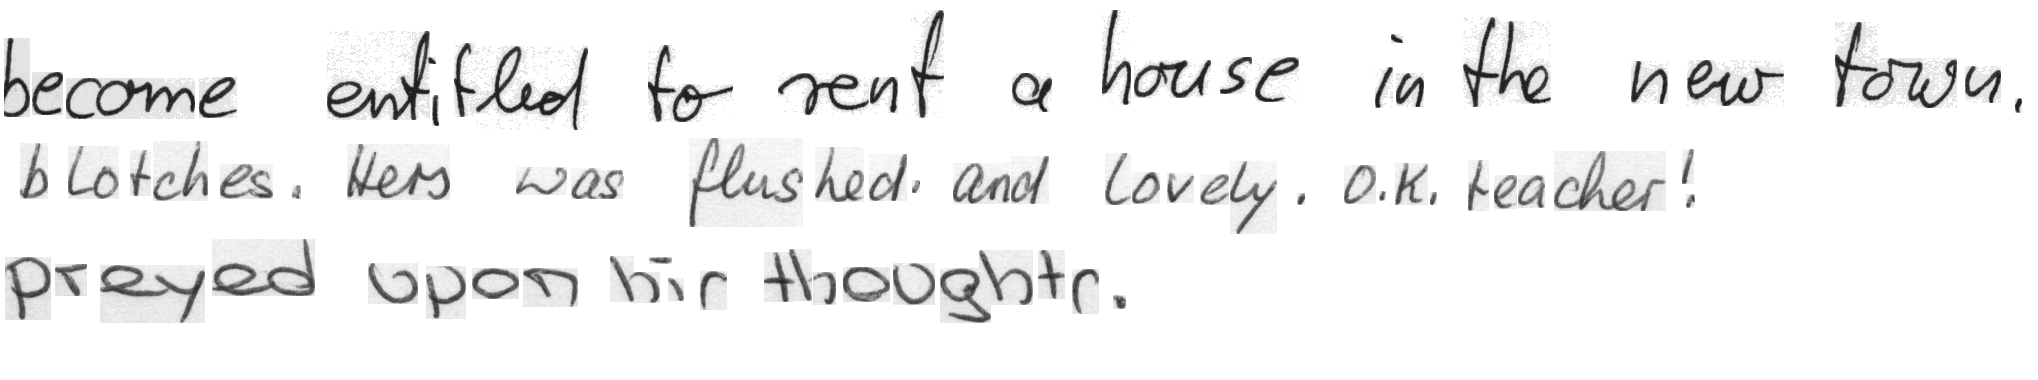 become entitled to rent a house in the new town.
blotches. Hers was flushed. and lovely. O.K. teacher!
preyed upon his thoughts.